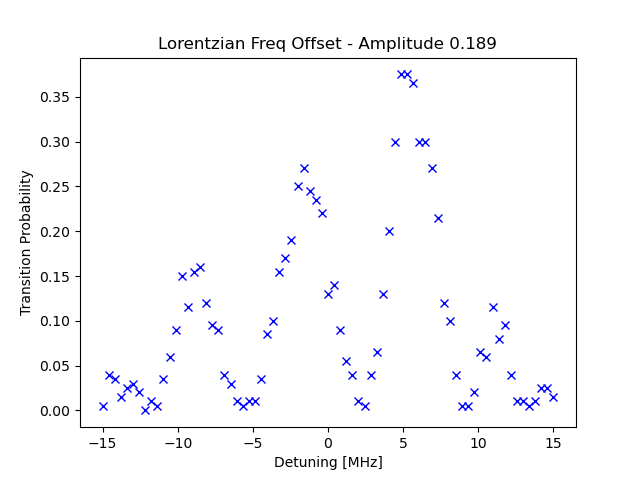 Lorentzian Freq Offset - Amplitude 0.189
Transition Probability
0.35
0.30
0.25
0.20
0.15
0.10
0.05
0.00
−15 −10 −5 0 5 10 15
Detuning [MHz]